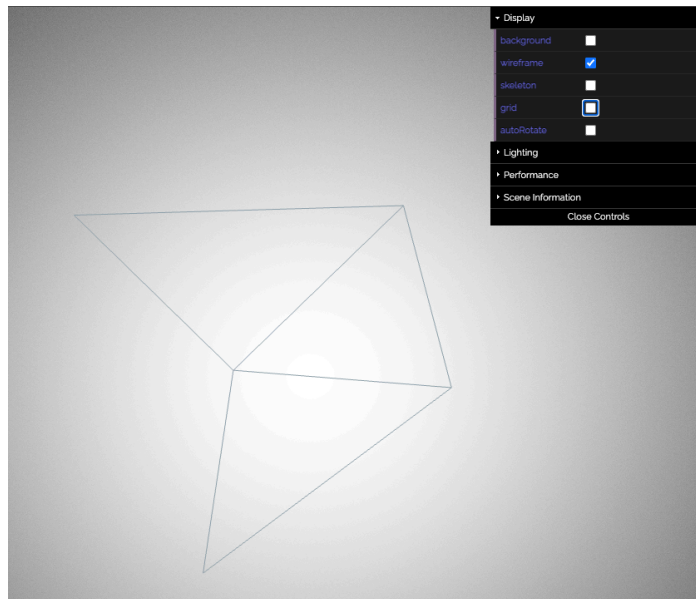 Display
background
wireframe
skeleton
grid
autoRotate
Lighting
Performance
Scene Information
Close Controls